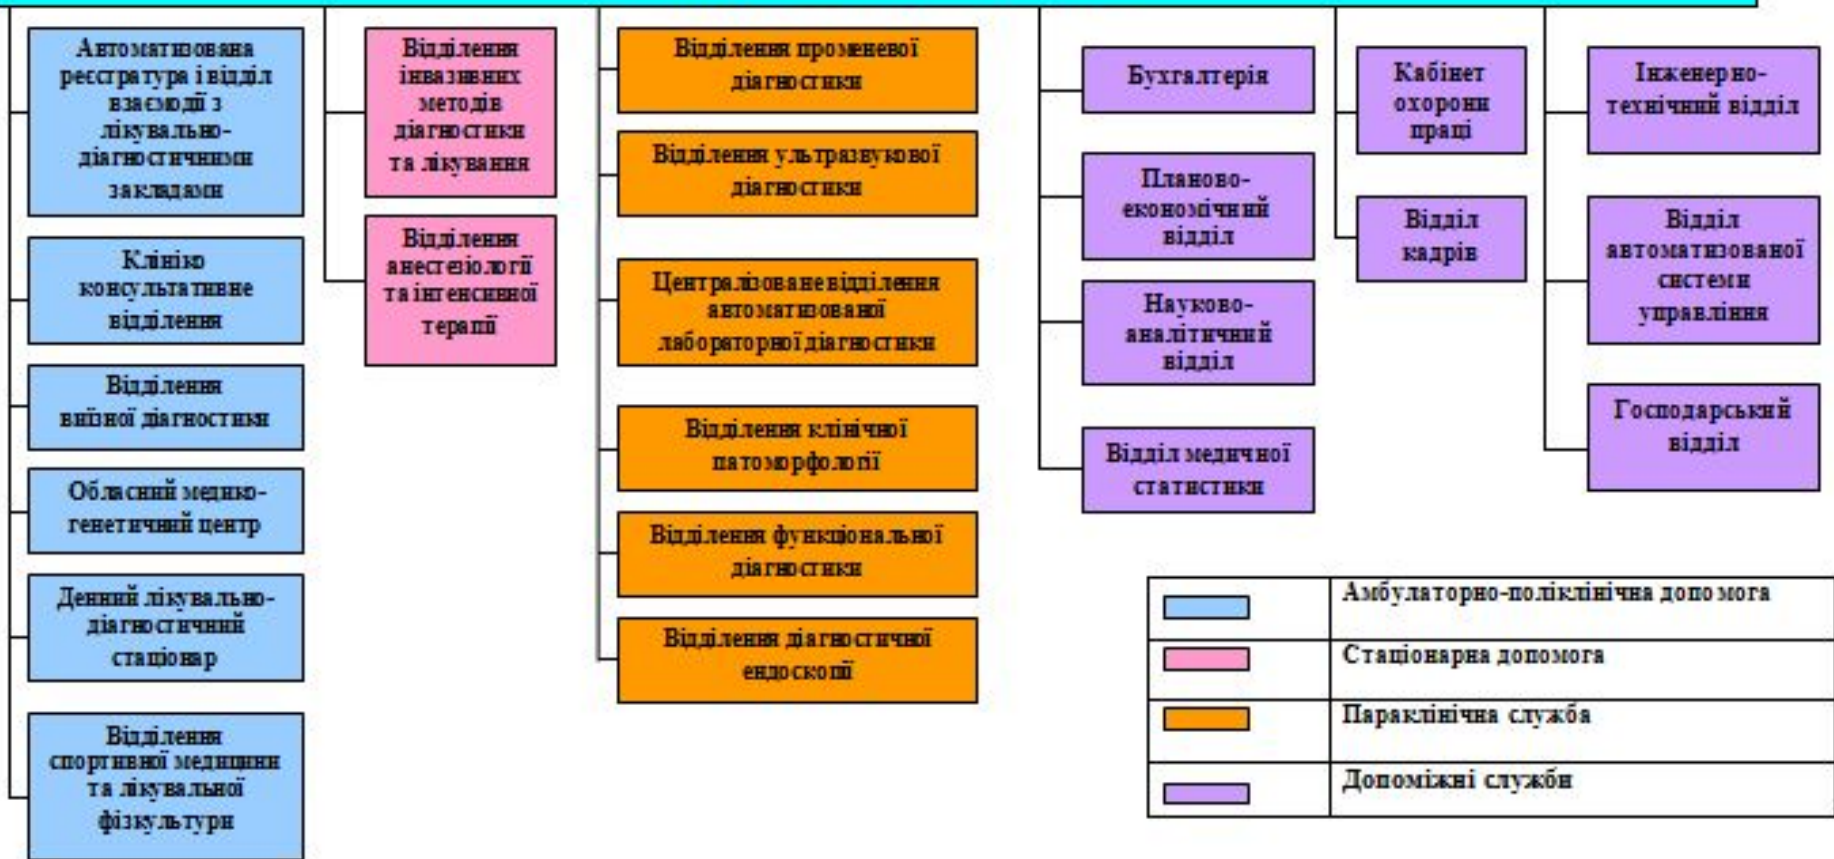 Автоматизована
реєстратура і відділ
взаємодії з
лікувально-
діагностичними
закладами
Клініко
консультативне
відділення
Відділення
виїзної діагностики
Обласний медико-
генетичний центр
Денний лікувально-
діагностичний
стаціонар
Відділення
спортивної медицини
та лікувальної
фізкультури
Відділення
інвазивних
методів
діагностики
та лікування
Відділення
анестезіології
та інтенсивної
терапії
Відділення променевої
діагностики
Відділення ультразвукової
діагностики
Централізоване відділення
автоматизованої
лабораторної діагностики
Відділення клінічної
патоморфології
Відділення функціональної
діагностики
Відділення діагностичної
ендоскопії
Бухгалтерія
Планово-
економічний
відділ
Науково-
аналітичний
відділ
Відділ медичної
статистики
Кабінет
охорони
праці
Відділ
кадрів
Інженерно-
технічний відділ
Відділ
автоматизованої
системи
управління
Господарський
відділ
Амбулаторно-поліклінічна допомога
Стаціонарна допомога
Параклінічна служба
Допоміжні служби